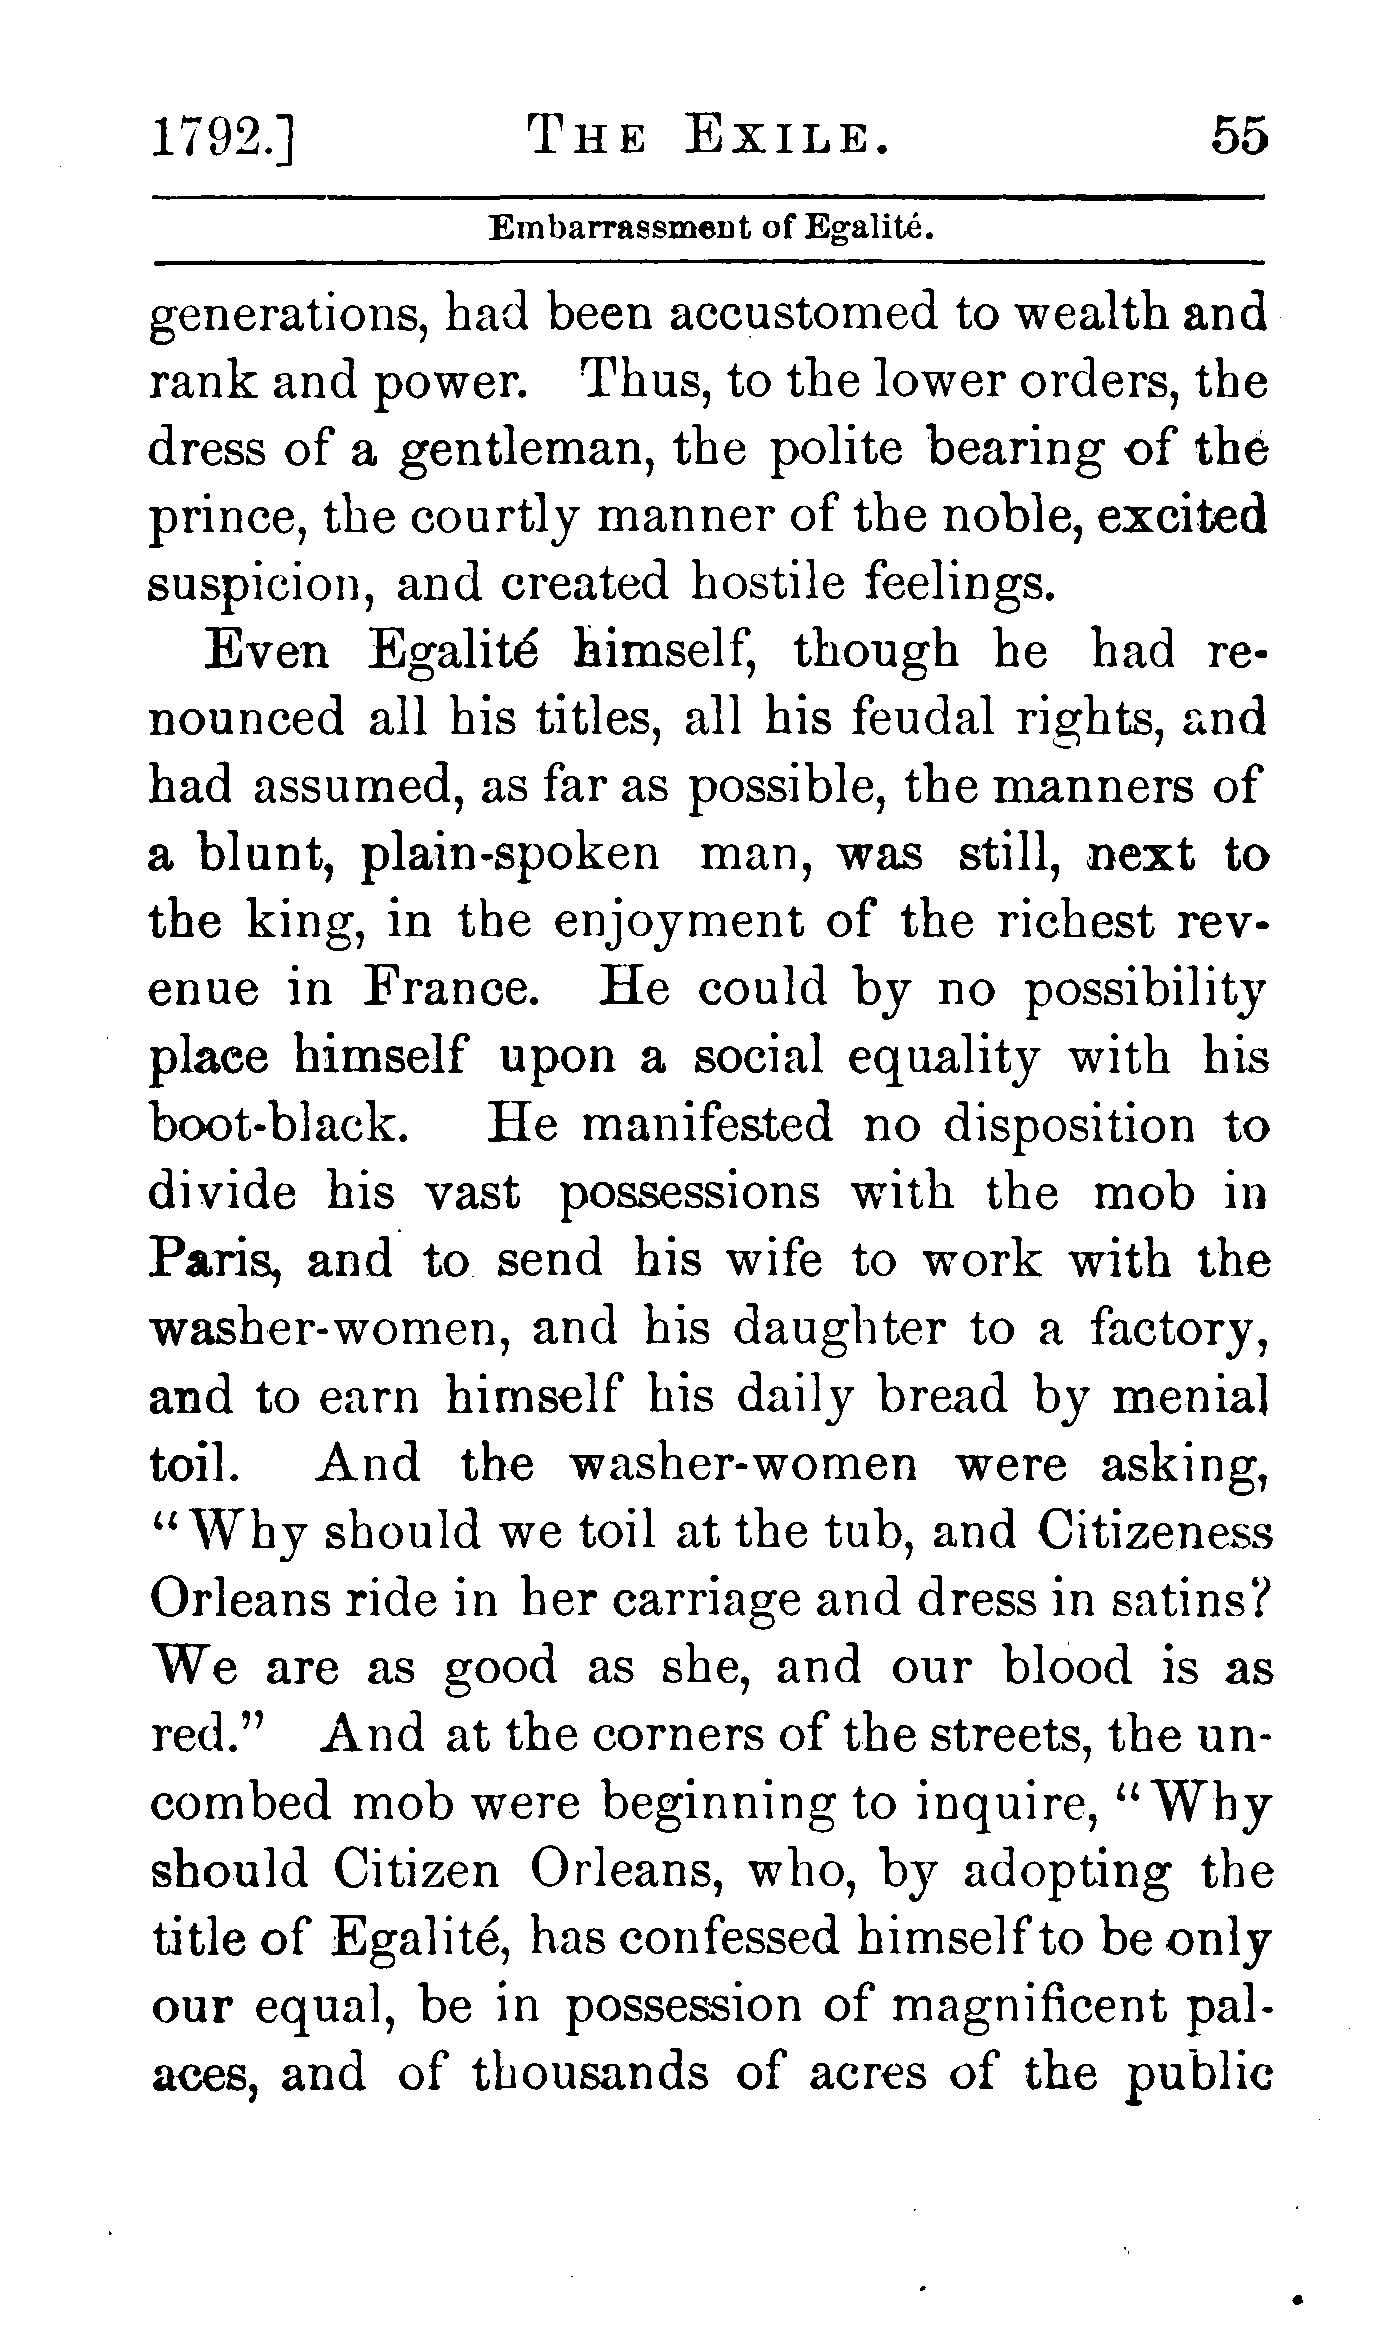 1792.] THE EXILE. 55
Embarrassment of Egalité.
generations, had been accustomed to wealth and
rank and power. Thus, to the lower orders, the
dress of a gentleman, the polite bearing of the
prince, the courtly manner of the noble, excited
suspicion, and created hostile feelings.
Even Egalité himself, though he had re-
nounced all his titles, all his feudal rights, and
had assumed, as far as possible, the manners of
a blunt, plain-spoken man, was still, next to
the king, in the enjoyment of the richest rev-
enue in France. He could by no possibility
place himself upon a social equality with his
boot-black. He manifested no disposition to
divide his vast possessions with the mob in
Paris, and to send his wife to work with the
washer-women, and his daughter to a factory,
and to earn himself his daily bread by menial
toil. And the washer-women were asking,
"Why should we toil at the tub, and Citizeness
Orleans ride in her carriage and dress in satins?
We are as good as she, and our blood is as
red." And at the corners of the streets, the un-
combed mob were beginning to inquire, "Why
should Citizen Orleans, who, by adopting the
title of Egalité, has confessed himself to be only
our equal, be in possession of magnificent pal-
aces, and of thousands of acres of the public